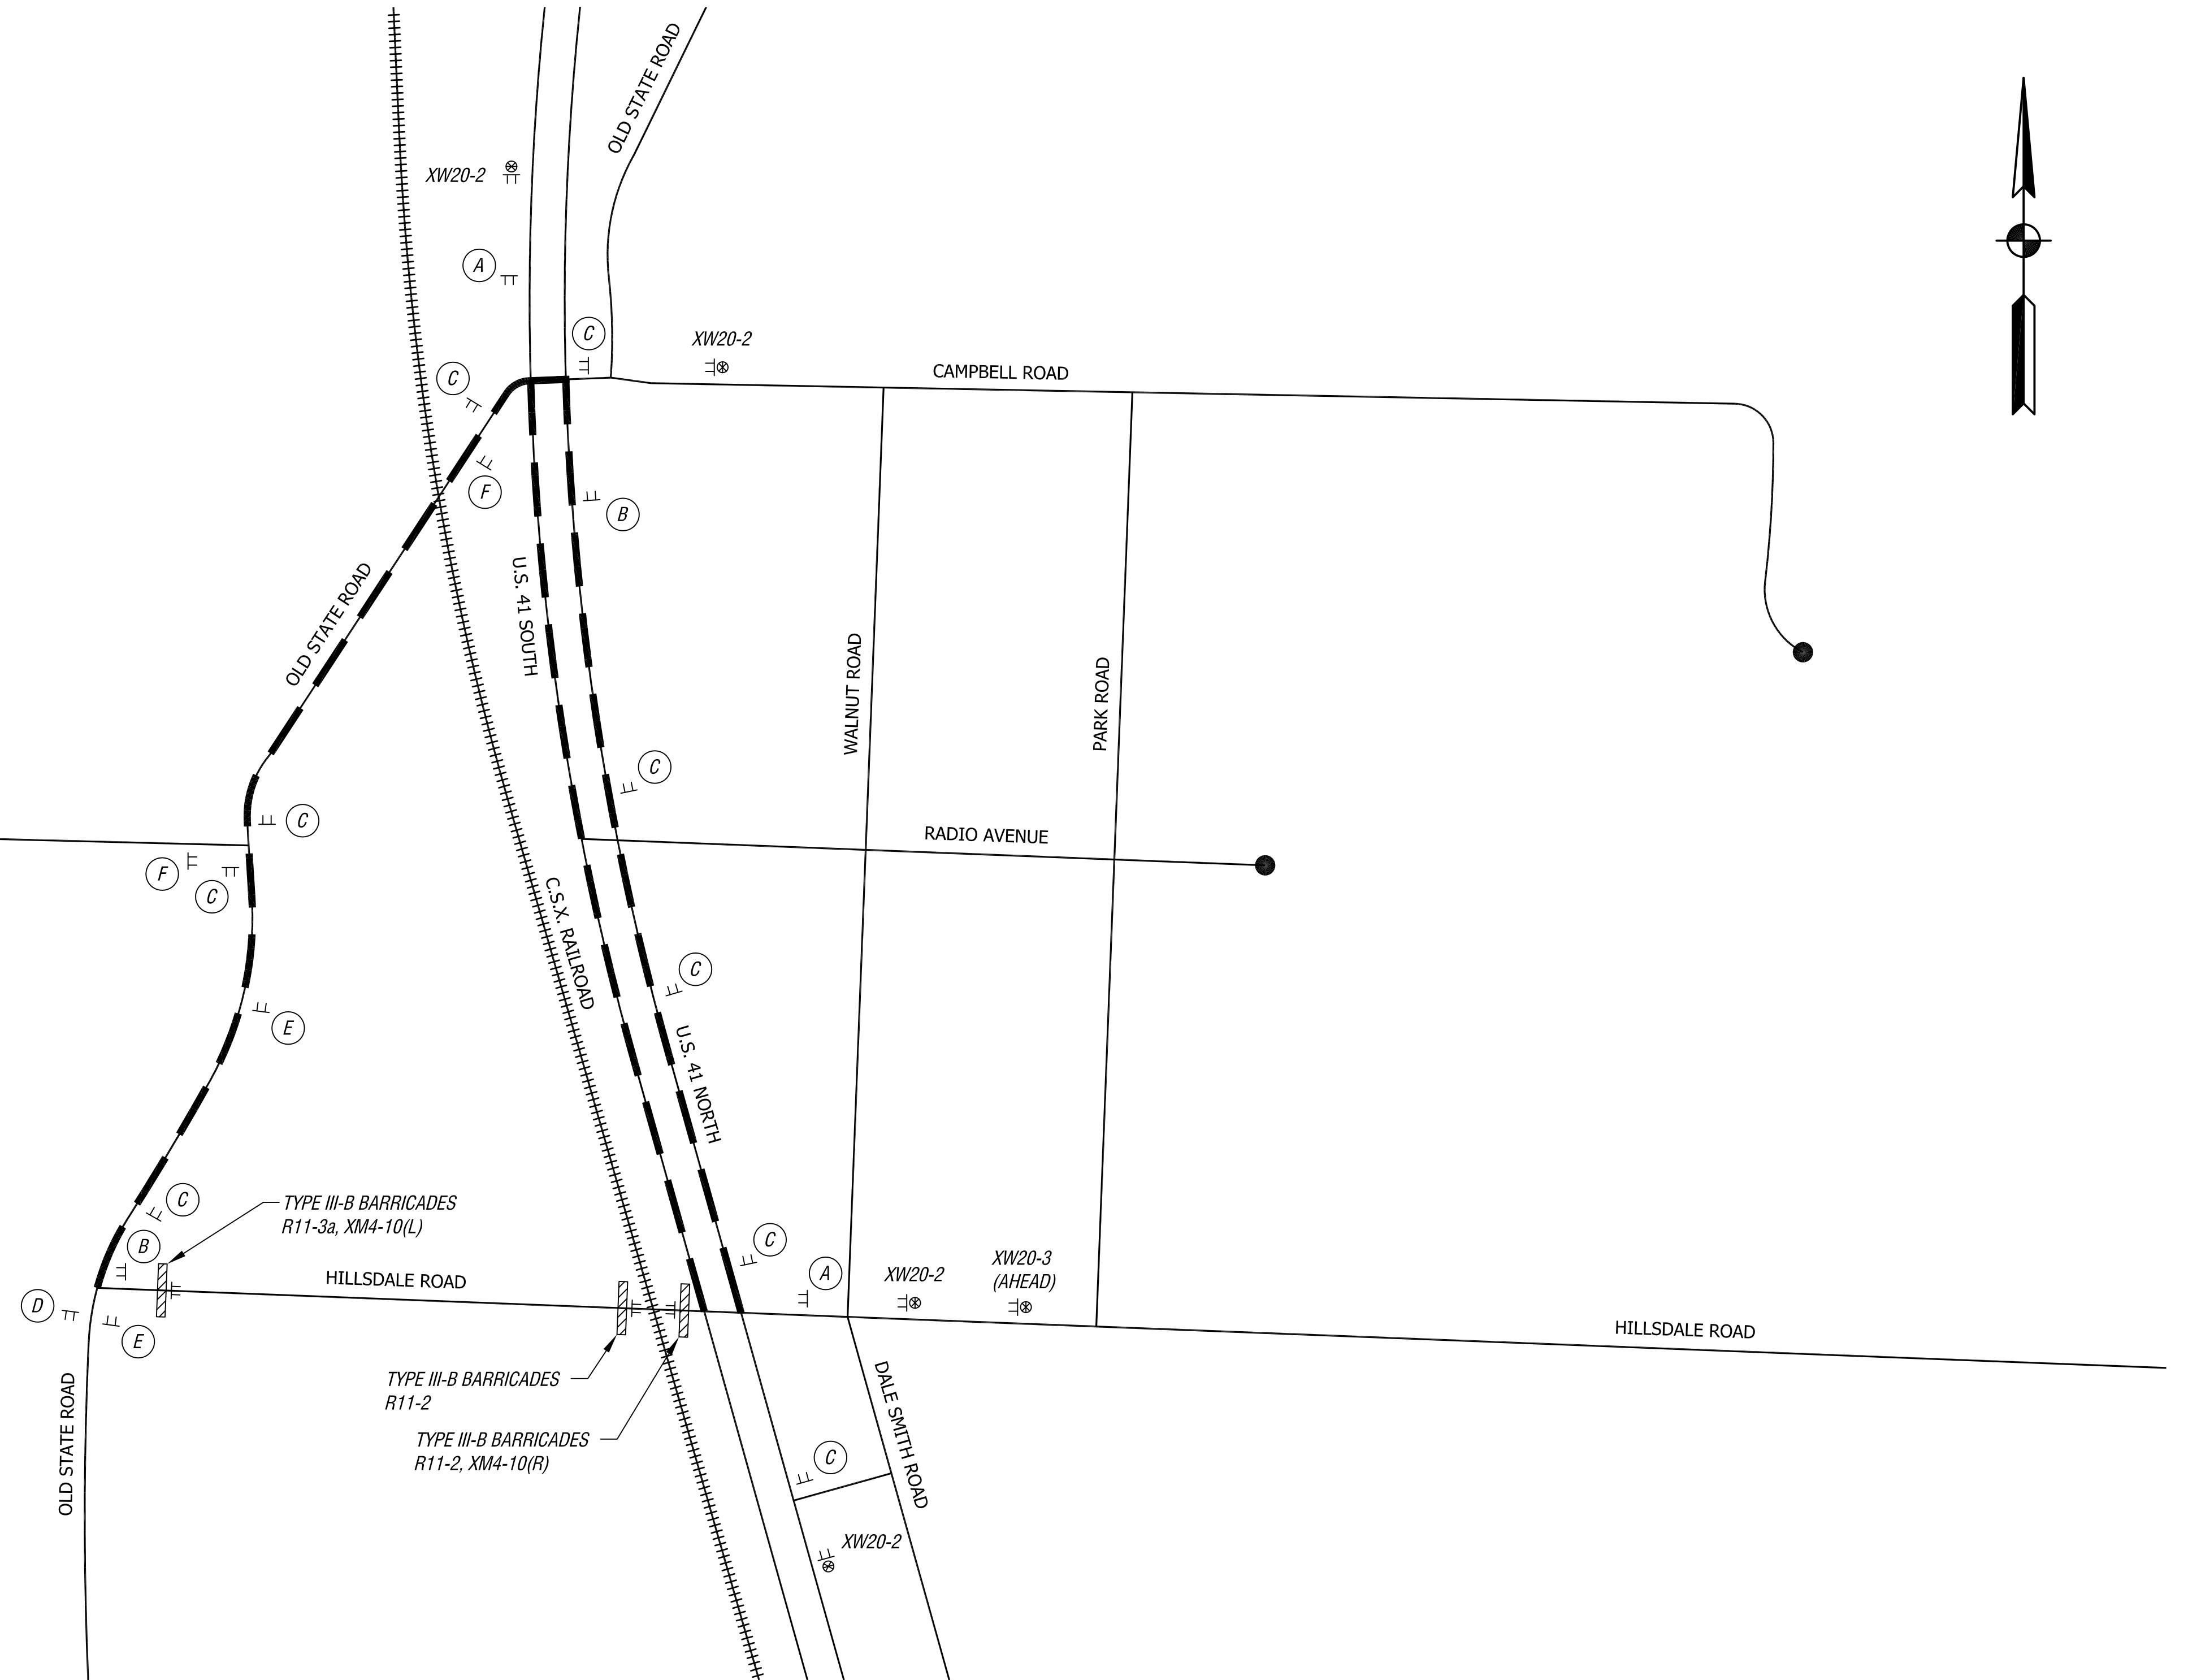 OLD STATE ROAD
XW20-2
A
C
XW20-2
C
CAMPBELL ROAD
F
B
OLD STATE ROAD
U.S. 41 SOUTH
WALNUT ROAD
PARK ROAD
C
C
RADIO AVENUE
F
C
C.S.X. RAILROAD
C
E
U.S. 41 NORTH
C
TYPE III-B BARRICADES
R11-3a, XM4-10(L)
B
C
A
XW20-2
XW20-3
(AHEAD)
HILLSDALE ROAD
D
E
HILLSDALE ROAD
TYPE III-B BARRICADES
R11-2
OLD STATE ROAD
DALE SMITH ROAD
TYPE III-B BARRICADES
R11-2, XM4-10(R)
C
XW20-2